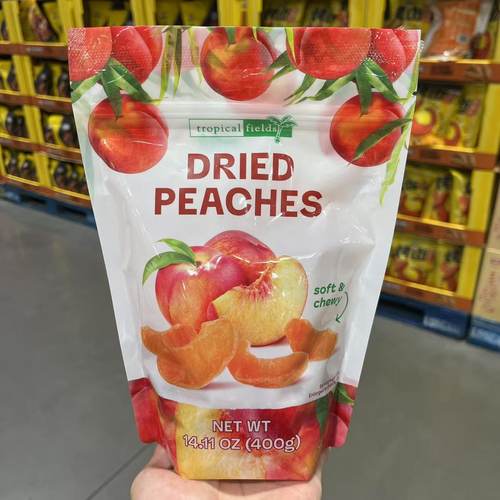 tropical fields
DRIED
PEACHES
soft &
chewy
NET WT
14.11 OZ (400g)